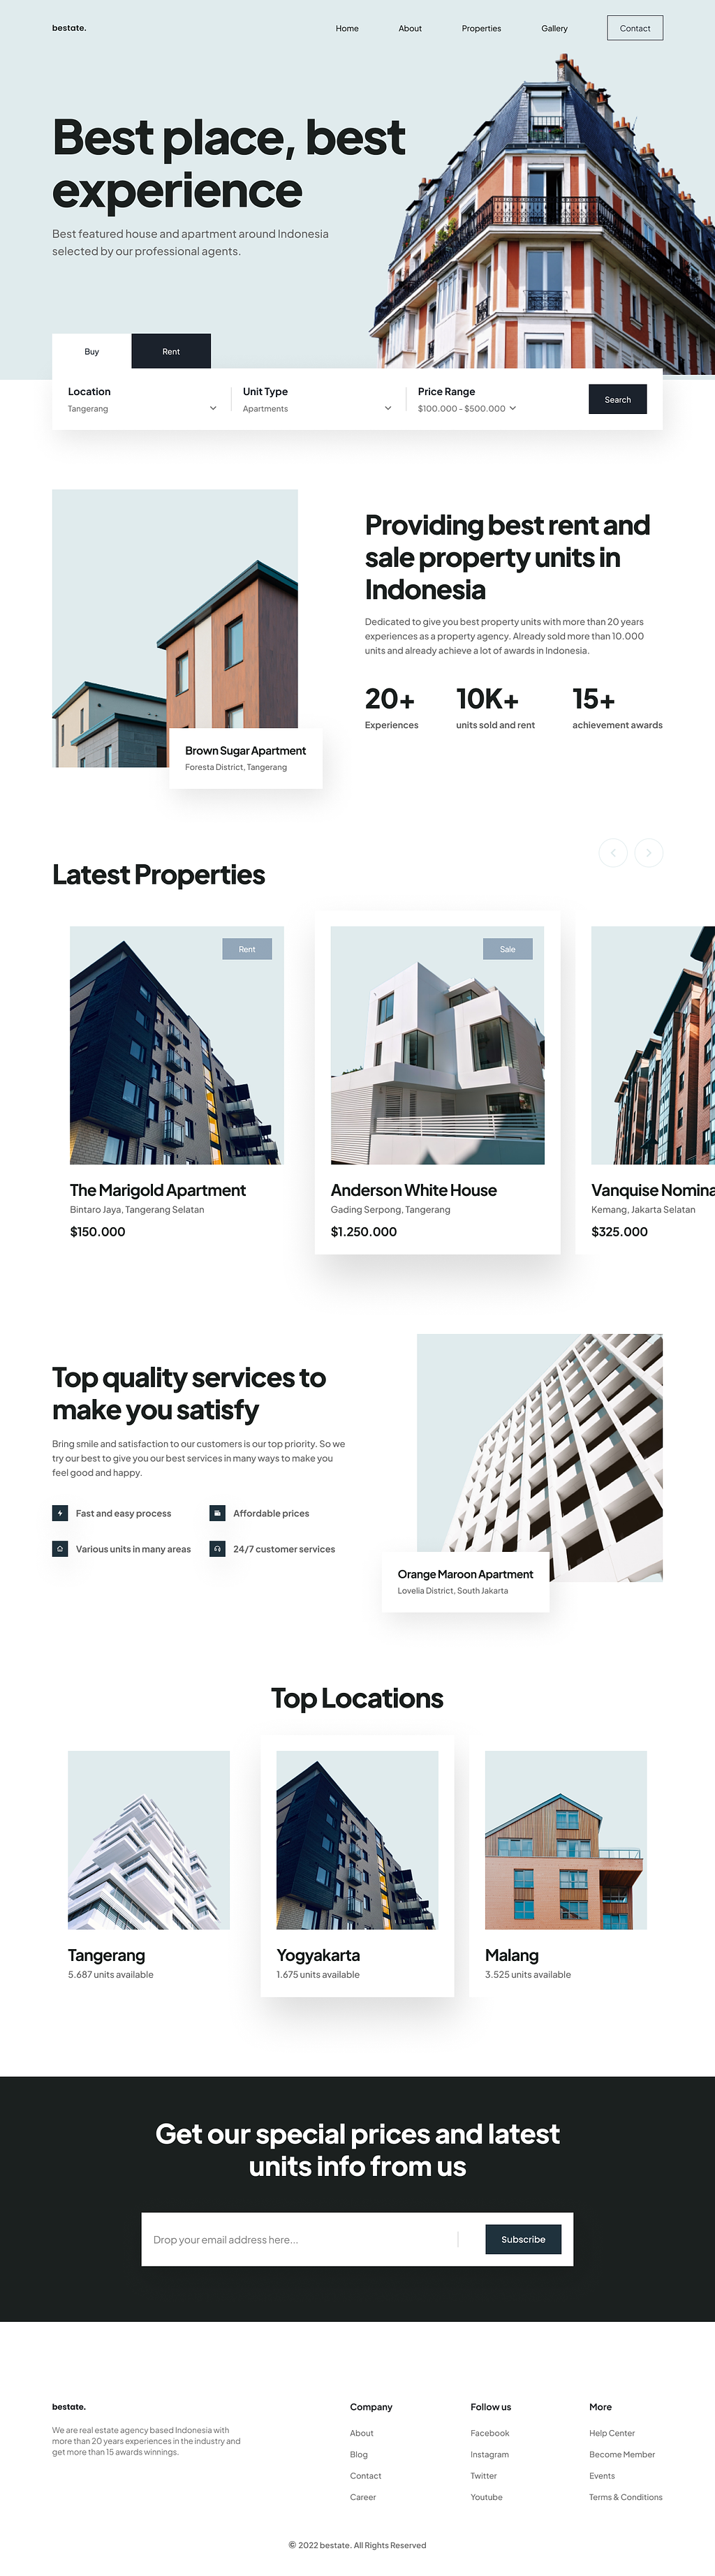 bestate.
Home
About
Properties
Gallery
Contact
Best place, best
experience
Best featured house and apartment around Indonesia
selected by our professional agents.
Buy
Rent
Location
Tangerang
Unit Type
Apartments
Price Range
$100.000 - $500.000
Search
Providing best rent and
sale property units in
Indonesia
Dedicated to give you best property units with more than 20 years
experiences as a property agency. Already sold more than 10.000
units and already achieve a lot of awards in Indonesia.
20+
Experiences
10K+
units sold and rent
15+
achievement awards
Brown Sugar Apartment
Foresta District, Tangerang
Latest Properties
Rent
The Marigold Apartment
Bintaro Jaya, Tangerang Selatan
$150.000
Sale
Anderson White House
Gading Serpong, Tangerang
$1.250.000
Vanquise Nomina
Kemang, Jakarta Selatan
$325.000
Top quality services to
make you satisfy
Bring smile and satisfaction to our customers is our top priority. So we
try our best to give you our best services in many ways to make you
feel good and happy.
Fast and easy process
Affordable prices
Various units in many areas
24/7 customer services
Orange Maroon Apartment
Lovelia District, South Jakarta
Top Locations
Tangerang
5.687 units available
Yogyakarta
1.675 units available
Malang
3.525 units available
Get our special prices and latest
units info from us
Drop your email address here...
Subscribe
bestate.
We are real estate agency based Indonesia with
more than 20 years experiences in the industry and
get more than 15 awards winnings.
Company
About
Blog
Contact
Career
Follow us
Facebook
Instagram
Twitter
Youtube
More
Help Center
Become Member
Events
Terms & Conditions
© 2022 bestate. All Rights Reserved